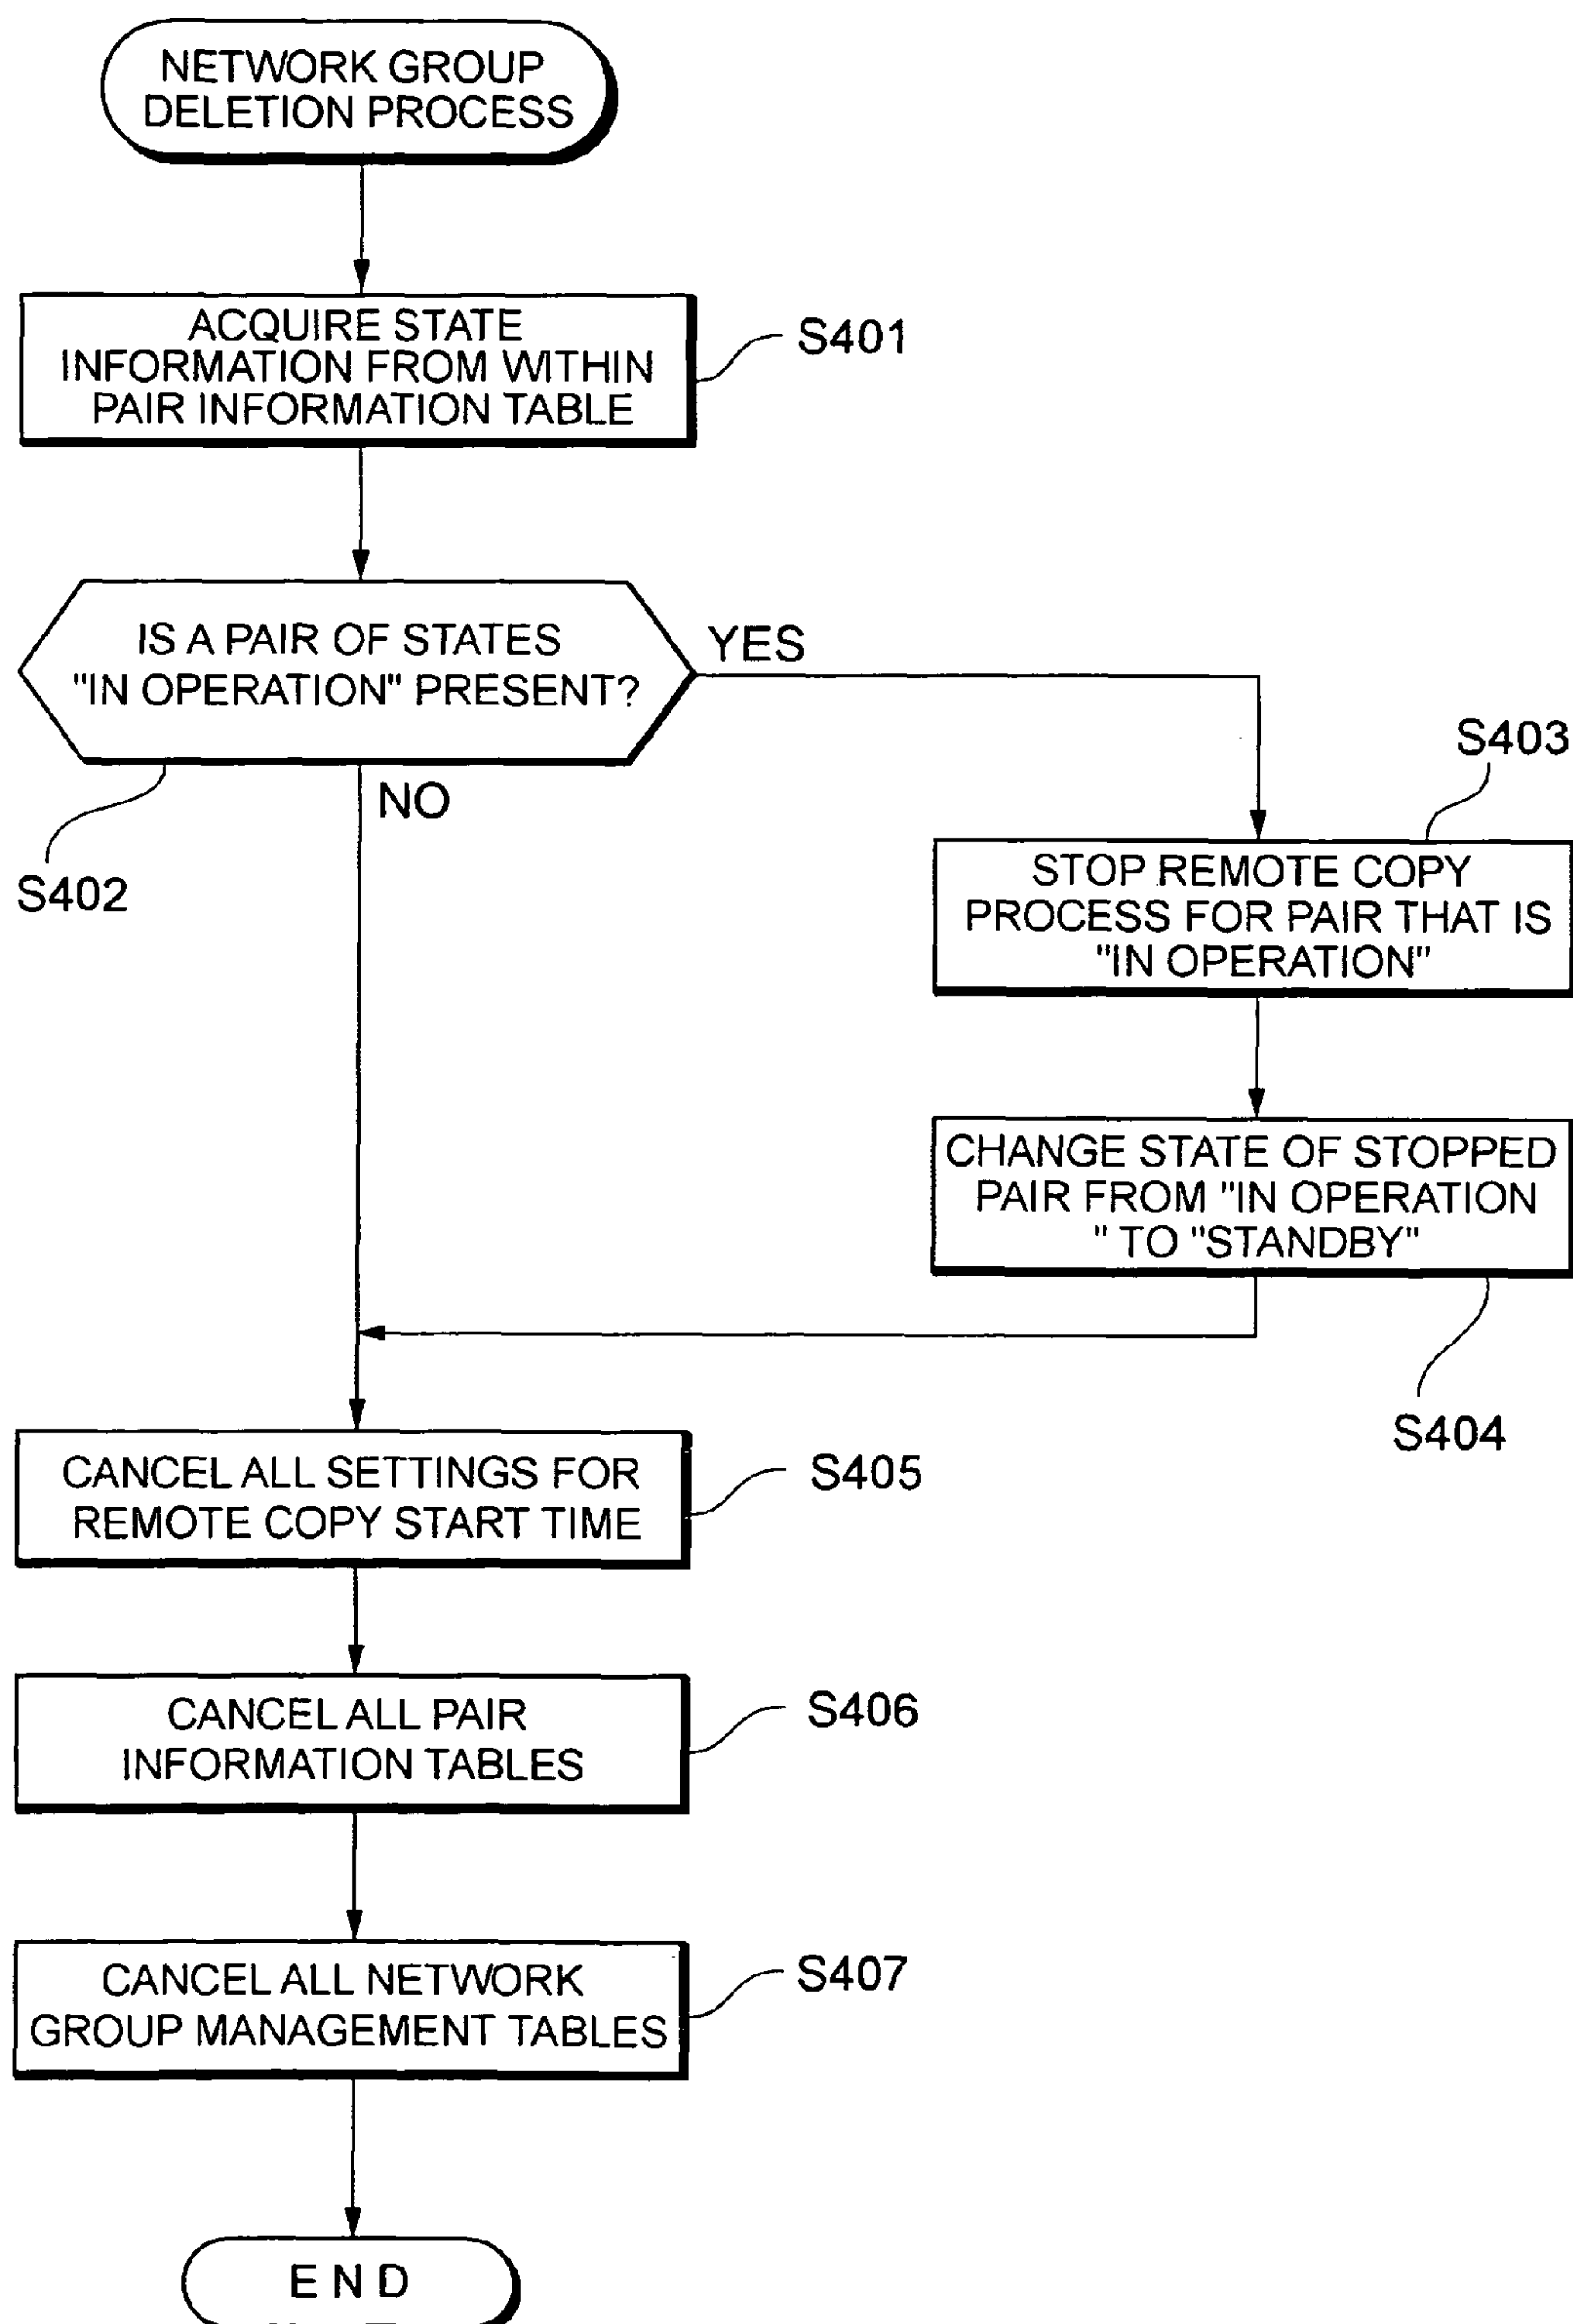 NETWORK GROUP
DELETION PROCESS
ACQUIRE STATE
INFORMATION FROM WITHIN
PAIR INFORMATION TABLE
S401
IS A PAIR OF STATES
"IN OPERATION" PRESENT?
YES
NO
S402
S403
STOP REMOTE COPY
PROCESS FOR PAIR THAT IS
"IN OPERATION"
CHANGE STATE OF STOPPED
PAIR FROM "IN OPERATION
" TO "STANDBY"
S404
CANCEL ALL SETTINGS FOR
REMOTE COPY START TIME
S405
CANCEL ALL PAIR
INFORMATION TABLES
S406
CANCEL ALL NETWORK
GROUP MANAGEMENT TABLES
S407
END